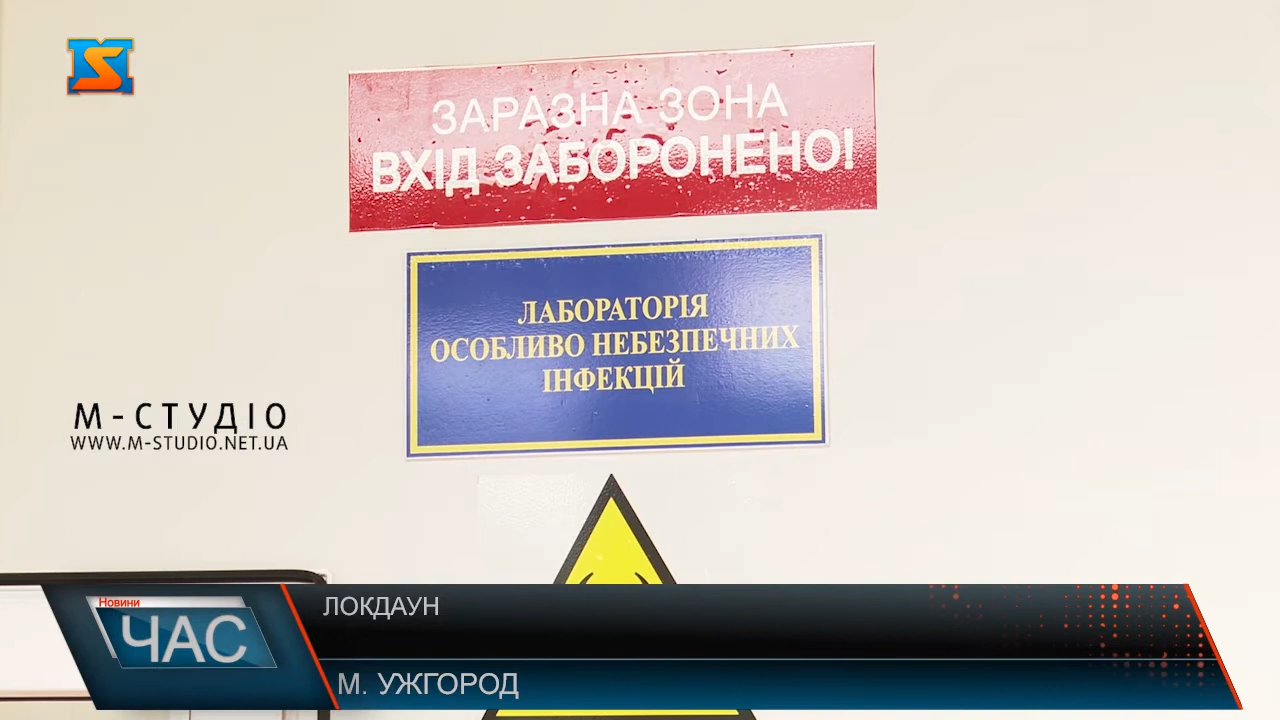 ЗАРАЗНА ЗОНА
ВХІД ЗАБОРОНЕНО!
ЛАБОРАТОРІЯ
ОСОБЛИВО НЕБЕЗПЕЧНИХ
ІНФЕКЦІЙ
М-СТУДІО
WWW.M-STUDIO.NET.UA
Новини
ЧАС
ЛОКДАУН
М. УЖГОРОД